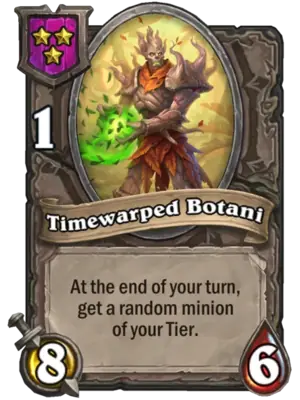 1
Timewarped Botani
At the end of your turn,
get a random minion
of your Tier.
8
6